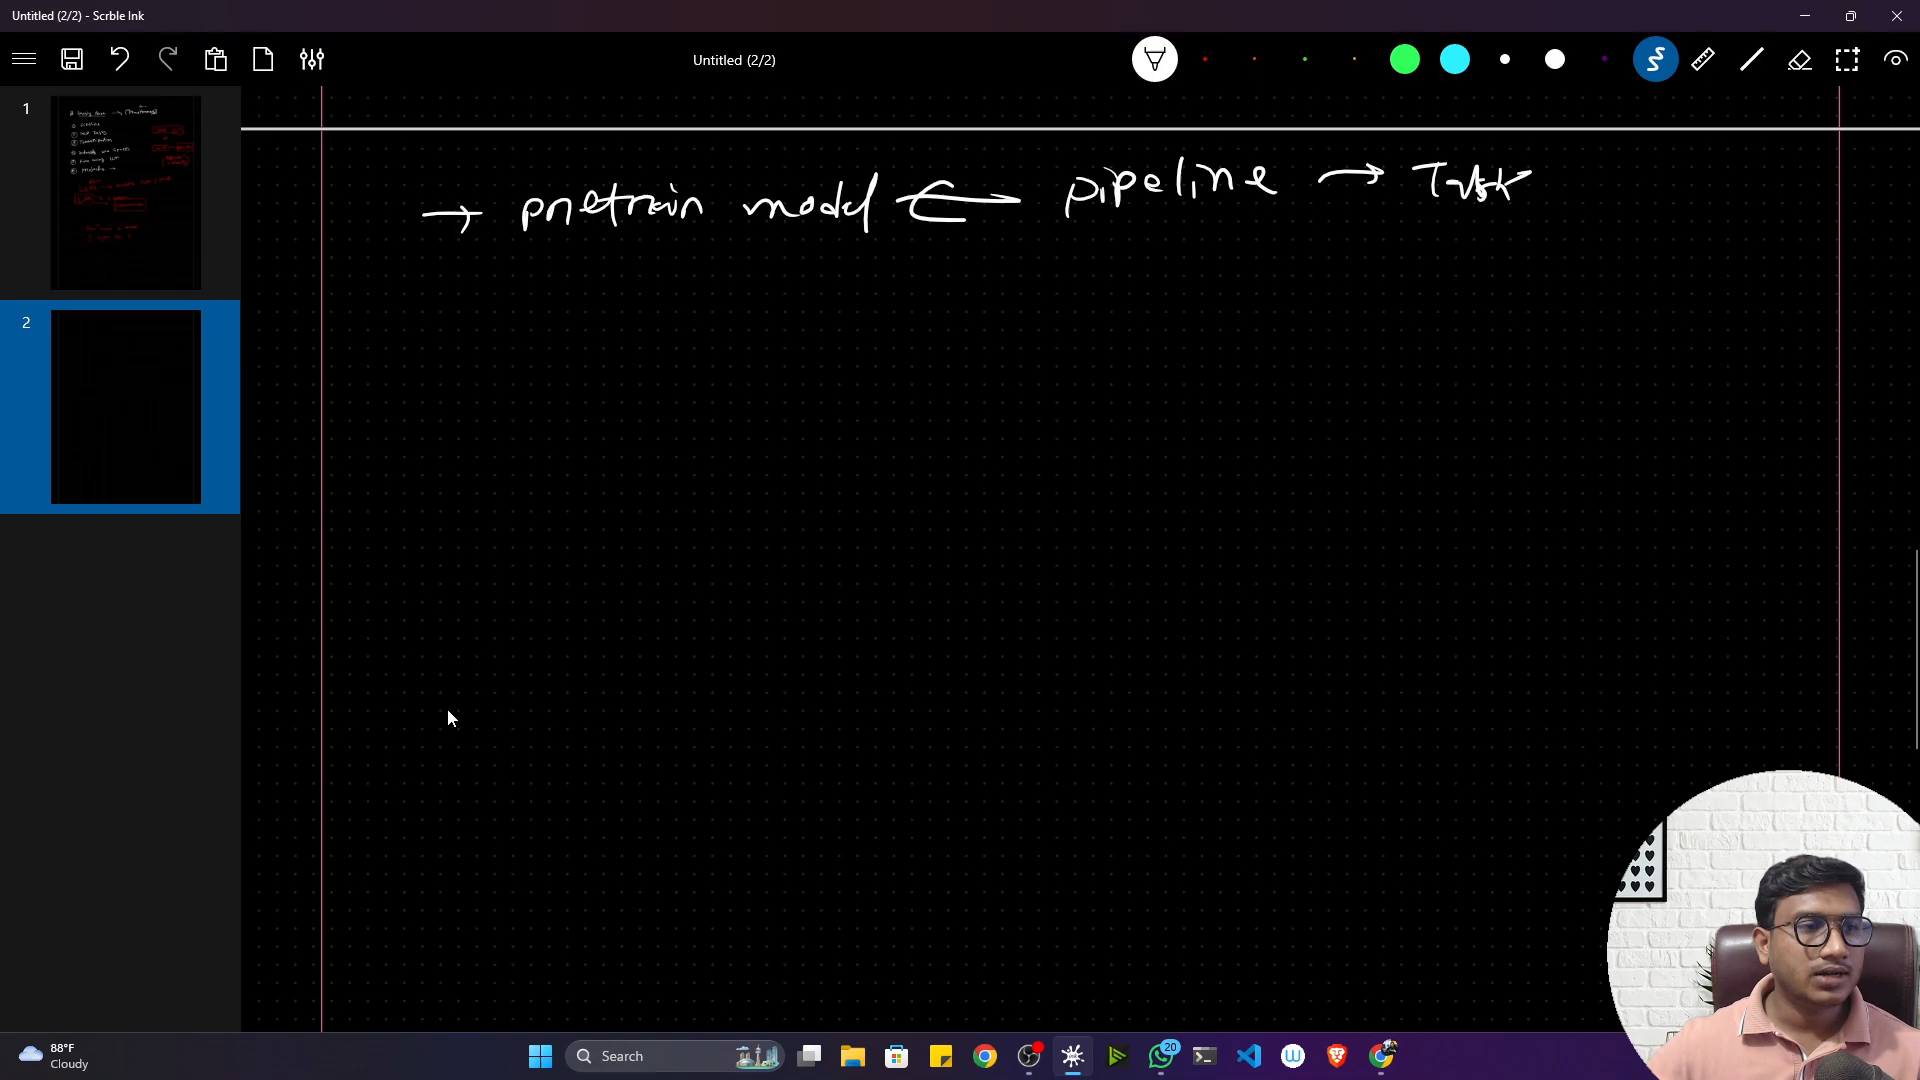 Untitled (2/2) - Scrble Ink
Untitled (2/2)
1
2
→ pretrain model ⟸ pipeline → Task
88°F
Cloudy
Search
20